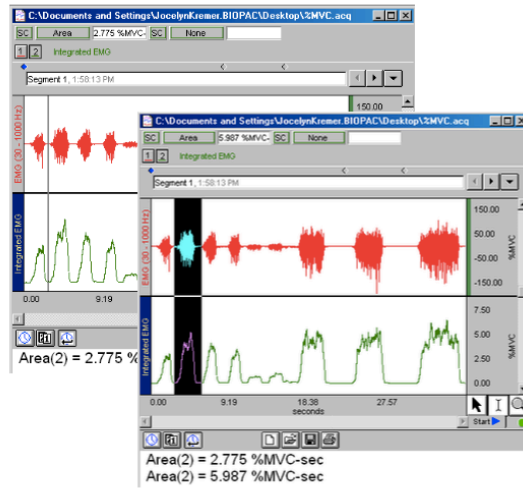 C:\Documents and Settings\JocelynKremer.BIOPAC\Desktop\%MVC.acq
SC Area 2.775 %MVC- SC None
1 2 Integrated EMG
Segment 1, 1:58:13 PM
150.00
EMG (30 - 1000 Hz)
Integrated EMG
0.00 9.19
Area(2) = 2.775 %
C:\Documents and Settings\JocelynKremer.BIOPAC\Desktop\%MVC.acq
SC Area 5.987 %MVC- SC None
1 2 Integrated EMG
Segment 1, 1:58:13 PM
EMG (30 - 1000 Hz)
150.00
50.00
-50.00
-150.00
%MVC
Integrated EMG
7.50
5.00
2.50
0.00
%MVC
0.00 9.19 18.38 27.57
seconds
Start
Area(2) = 2.775 %MVC-sec
Area(2) = 5.987 %MVC-sec